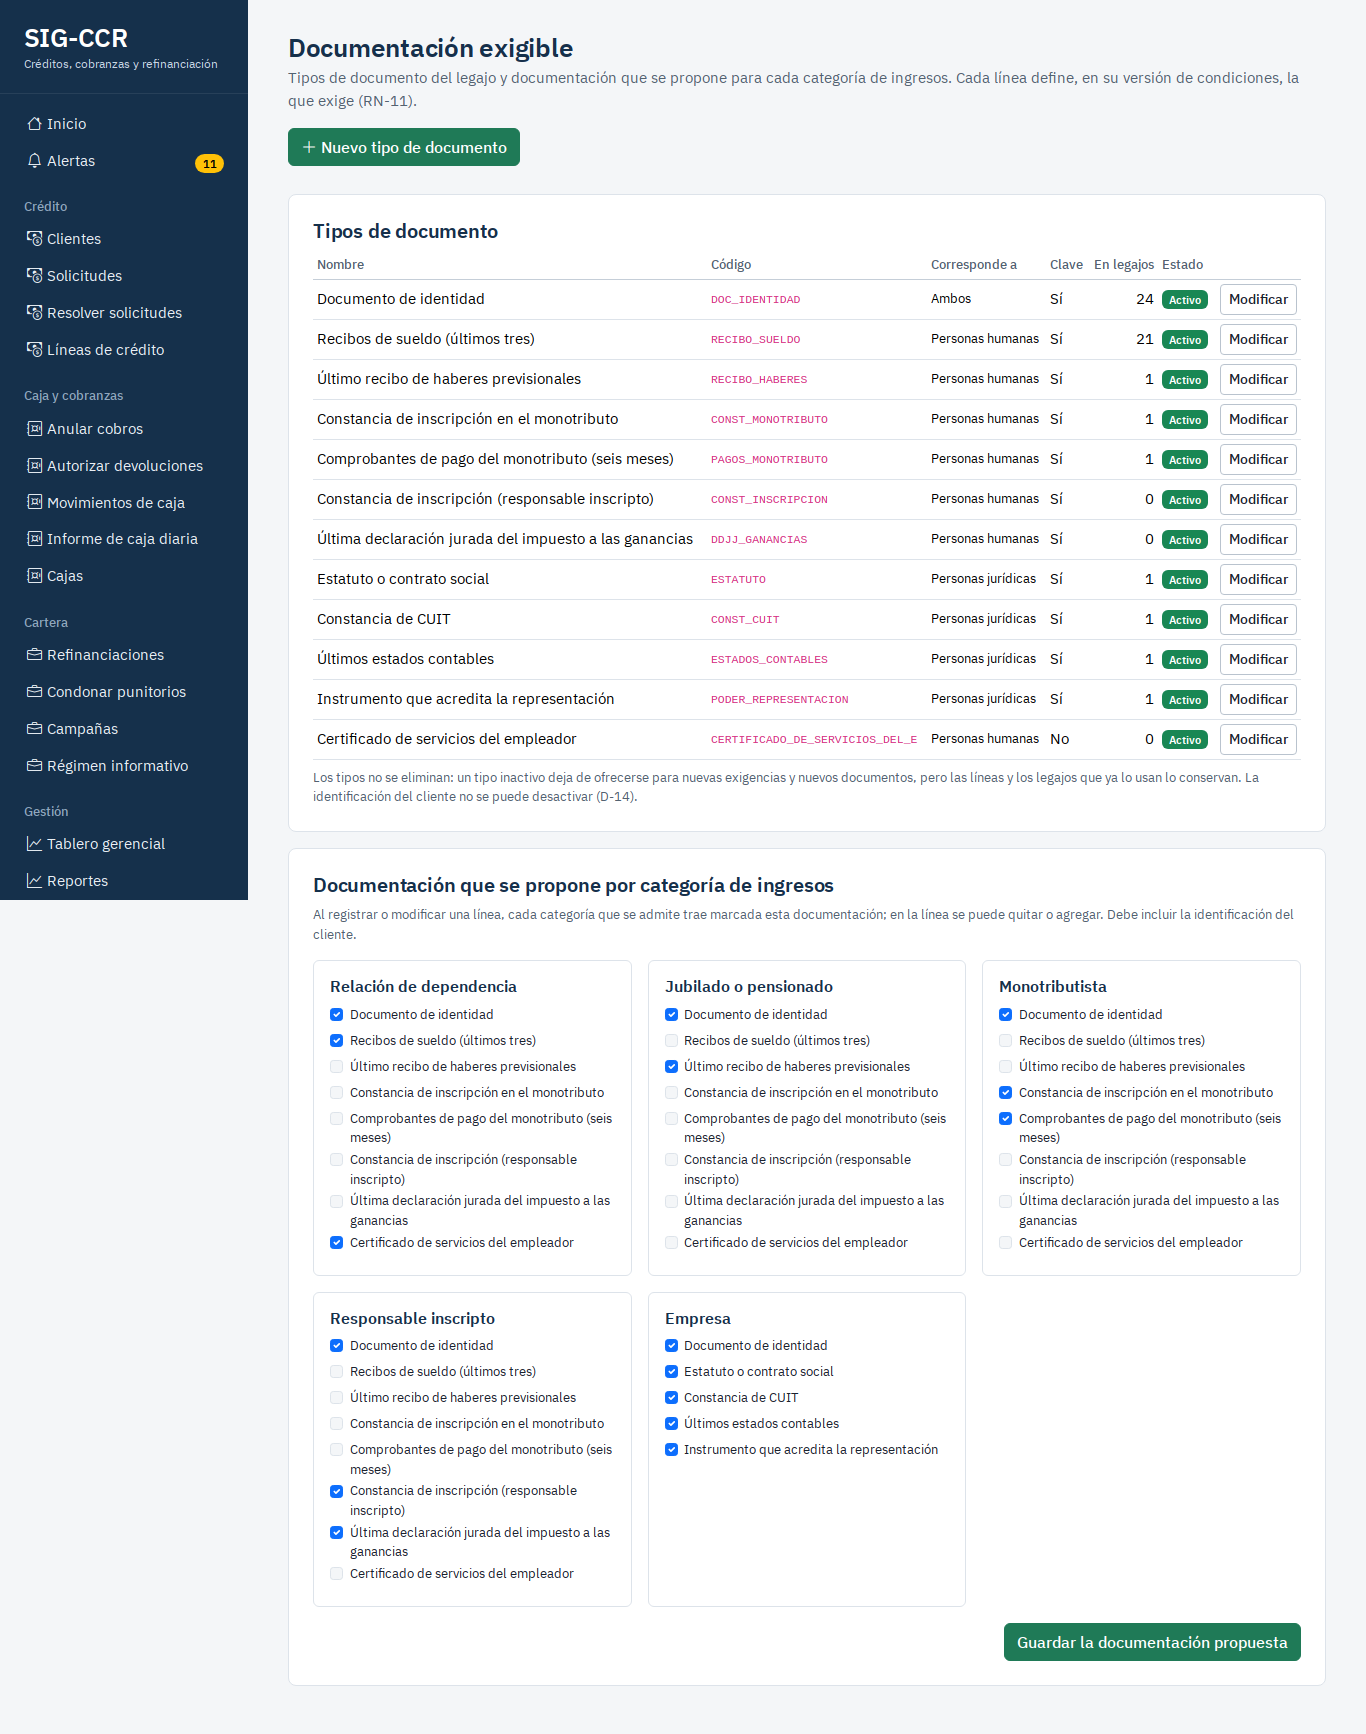 SIG-CCR
Créditos, cobranzas y refinanciación
Inicio
Alertas 11
Crédito
Clientes
Solicitudes
Resolver solicitudes
Líneas de crédito
Caja y cobranzas
Anular cobros
Autorizar devoluciones
Movimientos de caja
Informe de caja diaria
Cajas
Cartera
Refinanciaciones
Condonar punitorios
Campañas
Régimen informativo
Gestión
Tablero gerencial
Reportes
Documentación exigible
Tipos de documento del legajo y documentación que se propone para cada categoría de ingresos. Cada línea define, en su versión de condiciones, la
que exige (RN-11).
Nuevo tipo de documento
Tipos de documento
Nombre Código Corresponde a Clave En legajos Estado
Documento de identidad DOC_IDENTIDAD Ambos Sí 24 Activo Modificar
Recibos de sueldo (últimos tres) RECIBO_SUELDO Personas humanas Sí 21 Activo Modificar
Último recibo de haberes previsionales RECIBO_HABERES Personas humanas Sí 1 Activo Modificar
Constancia de inscripción en el monotributo CONST_MONOTRIBUTO Personas humanas Sí 1 Activo Modificar
Comprobantes de pago del monotributo (seis meses) PAGOS_MONOTRIBUTO Personas humanas Sí 1 Activo Modificar
Constancia de inscripción (responsable inscripto) CONST_INSCRIPCION Personas humanas Sí 0 Activo Modificar
Última declaración jurada del impuesto a las ganancias DDJJ_GANANCIAS Personas humanas Sí 0 Activo Modificar
Estatuto o contrato social ESTATUTO Personas jurídicas Sí 1 Activo Modificar
Constancia de CUIT CONST_CUIT Personas jurídicas Sí 1 Activo Modificar
Últimos estados contables ESTADOS_CONTABLES Personas jurídicas Sí 1 Activo Modificar
Instrumento que acredita la representación PODER_REPRESENTACION Personas jurídicas Sí 1 Activo Modificar
Certificado de servicios del empleador CERTIFICADO_DE_SERVICIOS_DEL_E Personas humanas No 0 Activo Modificar
Los tipos no se eliminan: un tipo inactivo deja de ofrecerse para nuevas exigencias y nuevos documentos, pero las líneas y los legajos que ya lo usan lo conservan. La
identificación del cliente no se puede desactivar (D-14).
Documentación que se propone por categoría de ingresos
Al registrar o modificar una línea, cada categoría que se admite trae marcada esta documentación; en la línea se puede quitar o agregar. Debe incluir la identificación del
cliente.
Relación de dependencia
Documento de identidad
Recibos de sueldo (últimos tres)
Último recibo de haberes previsionales
Constancia de inscripción en el monotributo
Comprobantes de pago del monotributo (seis
meses)
Constancia de inscripción (responsable
inscripto)
Última declaración jurada del impuesto a las
ganancias
Certificado de servicios del empleador
Jubilado o pensionado
Documento de identidad
Recibos de sueldo (últimos tres)
Último recibo de haberes previsionales
Constancia de inscripción en el monotributo
Comprobantes de pago del monotributo (seis
meses)
Constancia de inscripción (responsable
inscripto)
Última declaración jurada del impuesto a las
ganancias
Certificado de servicios del empleador
Monotributista
Documento de identidad
Recibos de sueldo (últimos tres)
Último recibo de haberes previsionales
Constancia de inscripción en el monotributo
Comprobantes de pago del monotributo (seis
meses)
Constancia de inscripción (responsable
inscripto)
Última declaración jurada del impuesto a las
ganancias
Certificado de servicios del empleador
Responsable inscripto
Documento de identidad
Recibos de sueldo (últimos tres)
Último recibo de haberes previsionales
Constancia de inscripción en el monotributo
Comprobantes de pago del monotributo (seis
meses)
Constancia de inscripción (responsable
inscripto)
Última declaración jurada del impuesto a las
ganancias
Certificado de servicios del empleador
Empresa
Documento de identidad
Estatuto o contrato social
Constancia de CUIT
Últimos estados contables
Instrumento que acredita la representación
Guardar la documentación propuesta